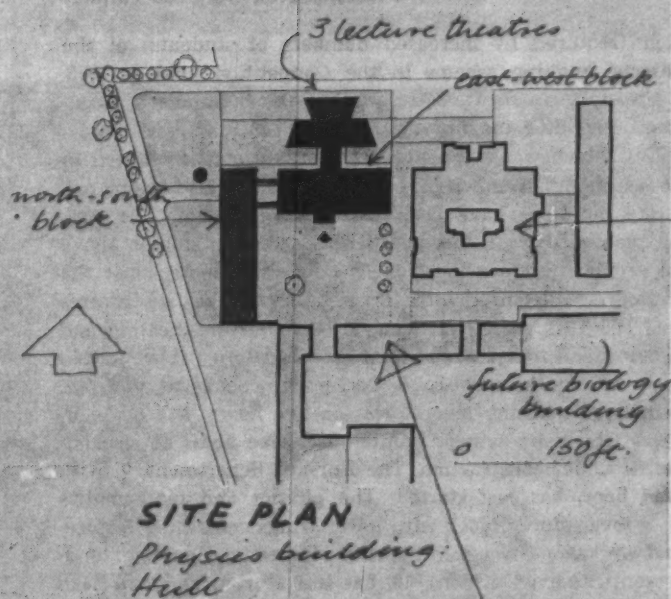 3 lecture theatres
east-west block
north-south
block
future biology
building
0 150 ft.
SITE PLAN
Physics building:
Hull